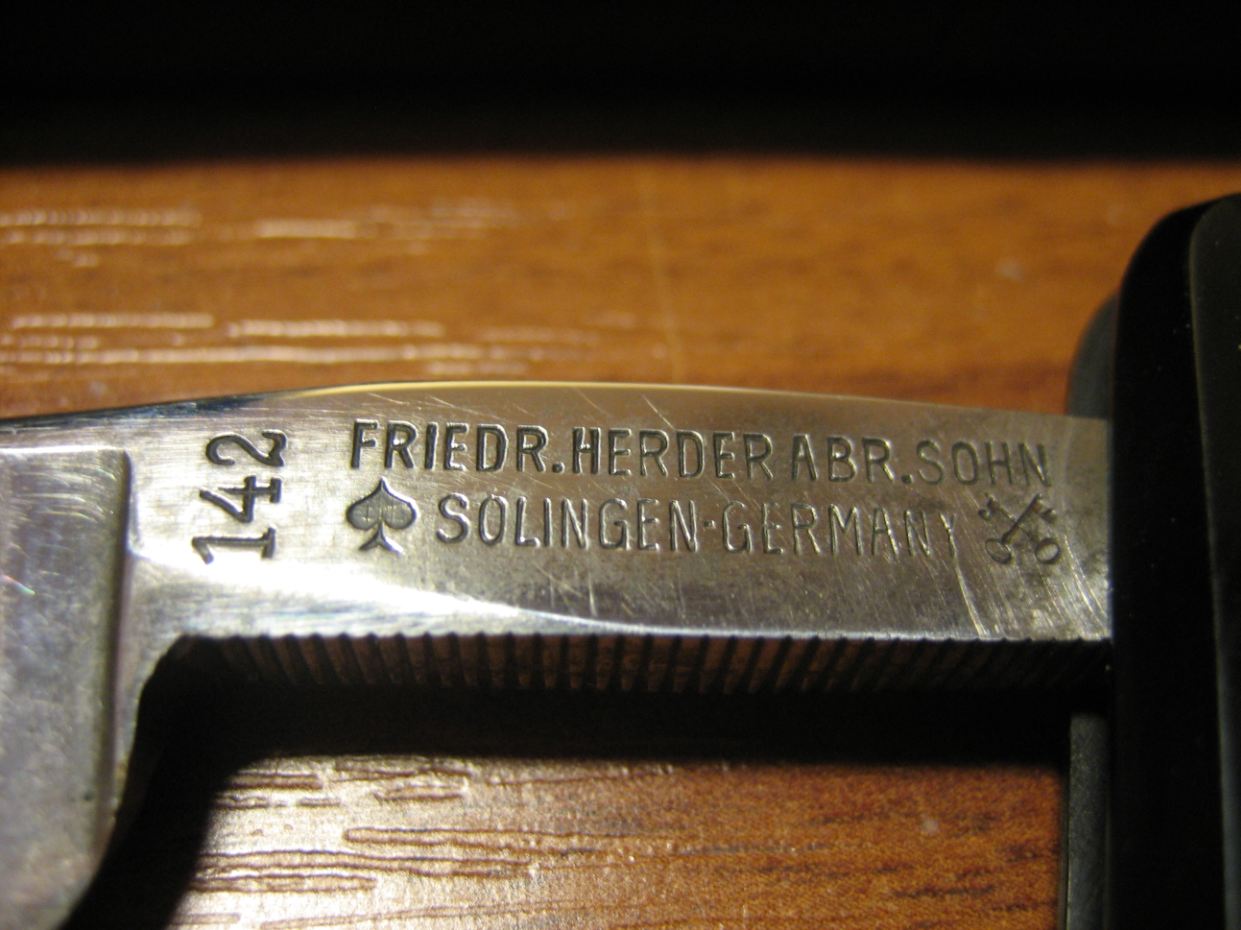 142
FRIEDR. HERDER ABR. SOHN
SOLINGEN-GERMANY